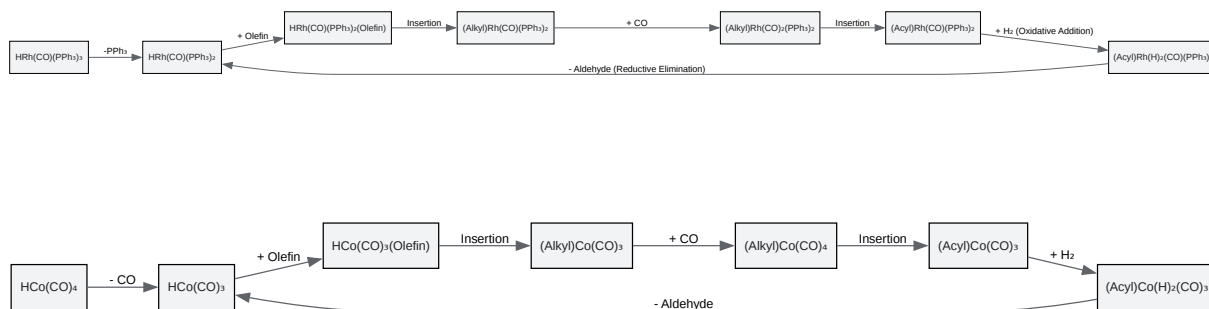 HRh(CO)(PPh₃)₃
-PPh₃
HRh(CO)(PPh₃)₂
+ Olefin
HRh(CO)(PPh₃)₂(Olefin)
Insertion
(Alkyl)Rh(CO)(PPh₃)₂
+ CO
(Alkyl)Rh(CO)₂(PPh₃)₂
Insertion
(Acyl)Rh(CO)(PPh₃)₂
+ H₂ (Oxidative Addition)
(Acyl)Rh(H)₂(CO)(PPh₃)
- Aldehyde (Reductive Elimination)
HCo(CO)₄
- CO
HCo(CO)₃
+ Olefin
HCo(CO)₃(Olefin)
Insertion
(Alkyl)Co(CO)₃
+ CO
(Alkyl)Co(CO)₄
Insertion
(Acyl)Co(CO)₃
+ H₂
(Acyl)Co(H)₂(CO)₃
- Aldehyde